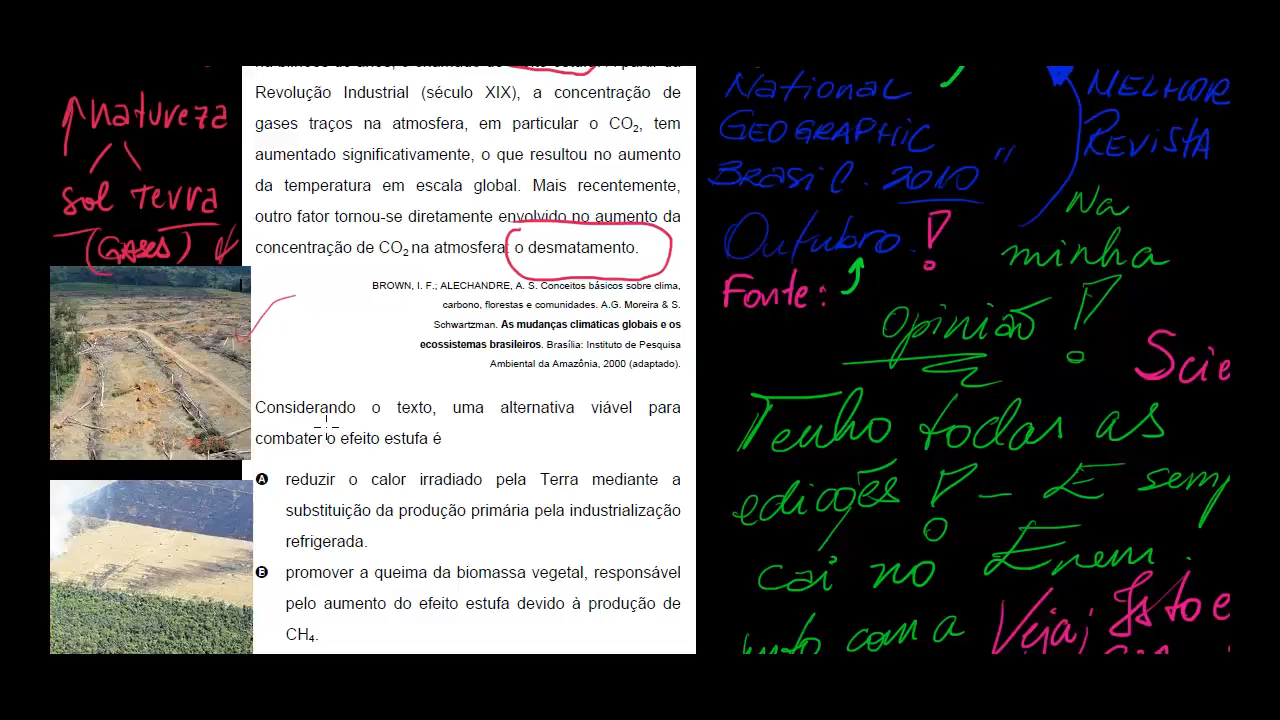 ↑natureza
sol terra
(GASES)
Revolução Industrial (século XIX), a concentração de
gases traços na atmosfera, em particular o CO₂, tem
aumentado significativamente, o que resultou no aumento
da temperatura em escala global. Mais recentemente,
outro fator tornou-se diretamente envolvido no aumento da
concentração de CO₂ na atmosfera: o desmatamento.
BROWN, I. F.; ALECHANDRE, A. S. Conceitos básicos sobre clima,
carbono, florestas e comunidades. A.G. Moreira & S.
Schwartzman. As mudanças climáticas globais e os
ecossistemas brasileiros. Brasília: Instituto de Pesquisa
Ambiental da Amazônia, 2000 (adaptado).
Considerando o texto, uma alternativa viável para
combater o efeito estufa é
A reduzir o calor irradiado pela Terra mediante a
substituição da produção primária pela industrialização
refrigerada.
B promover a queima da biomassa vegetal, responsável
pelo aumento do efeito estufa devido à produção de
CH₄.
National
GEOGRAPHIC
Brasil. 2010"
Outubro. !
Fonte:
MELHOR
REVISTA
Na
minha
opinião !
Scie
Tenho todas as
edições ! - E semp
cai no Enem.
junto com a
Veja; Isto e